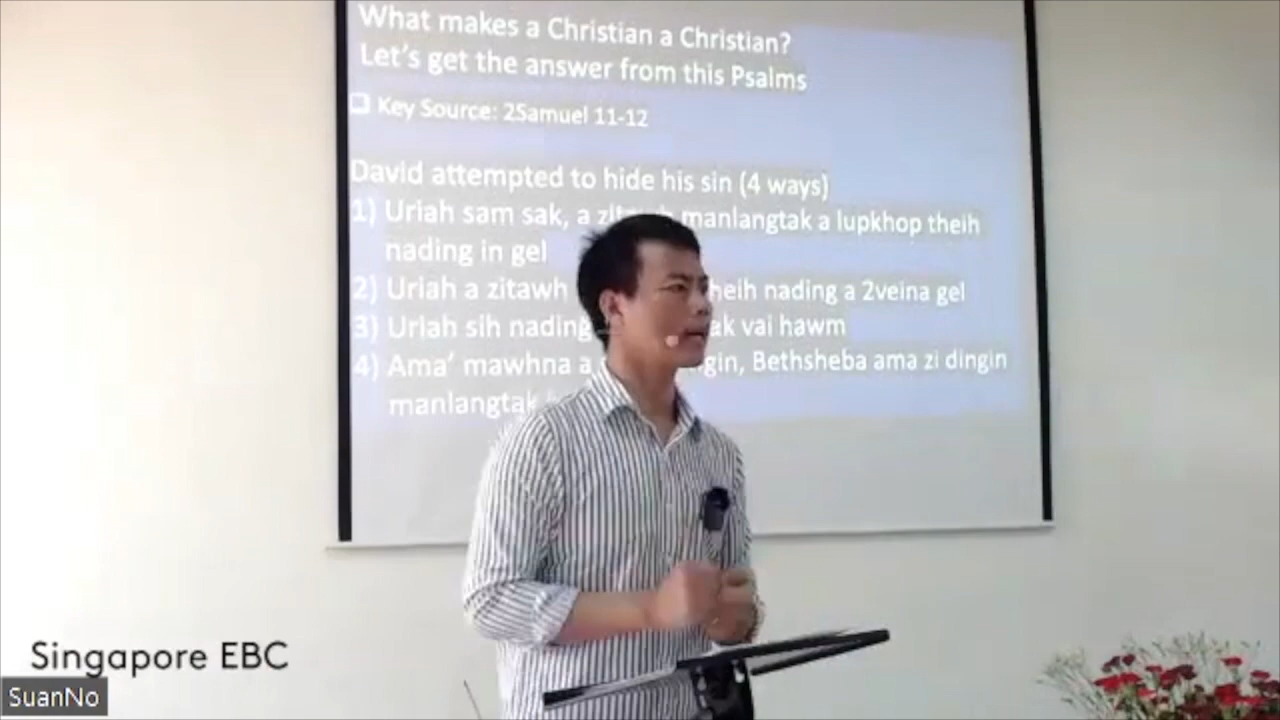 What makes a Christian a Christian?
Let's get the answer from this Psalms
Key Source: 2Samuel 11-12
David attempted to hide his sin (4 ways)
1) Uriah sam sak, a manlangtak a lupkhop theih
nading in gel
2) Uriah a zitawh nading a 2veina gel
3) Uriah sih nading vai hawm
4) Ama' mawhna a Bethsheba ama zi dingin
manlangtak
Singapore EBC
SuanNo